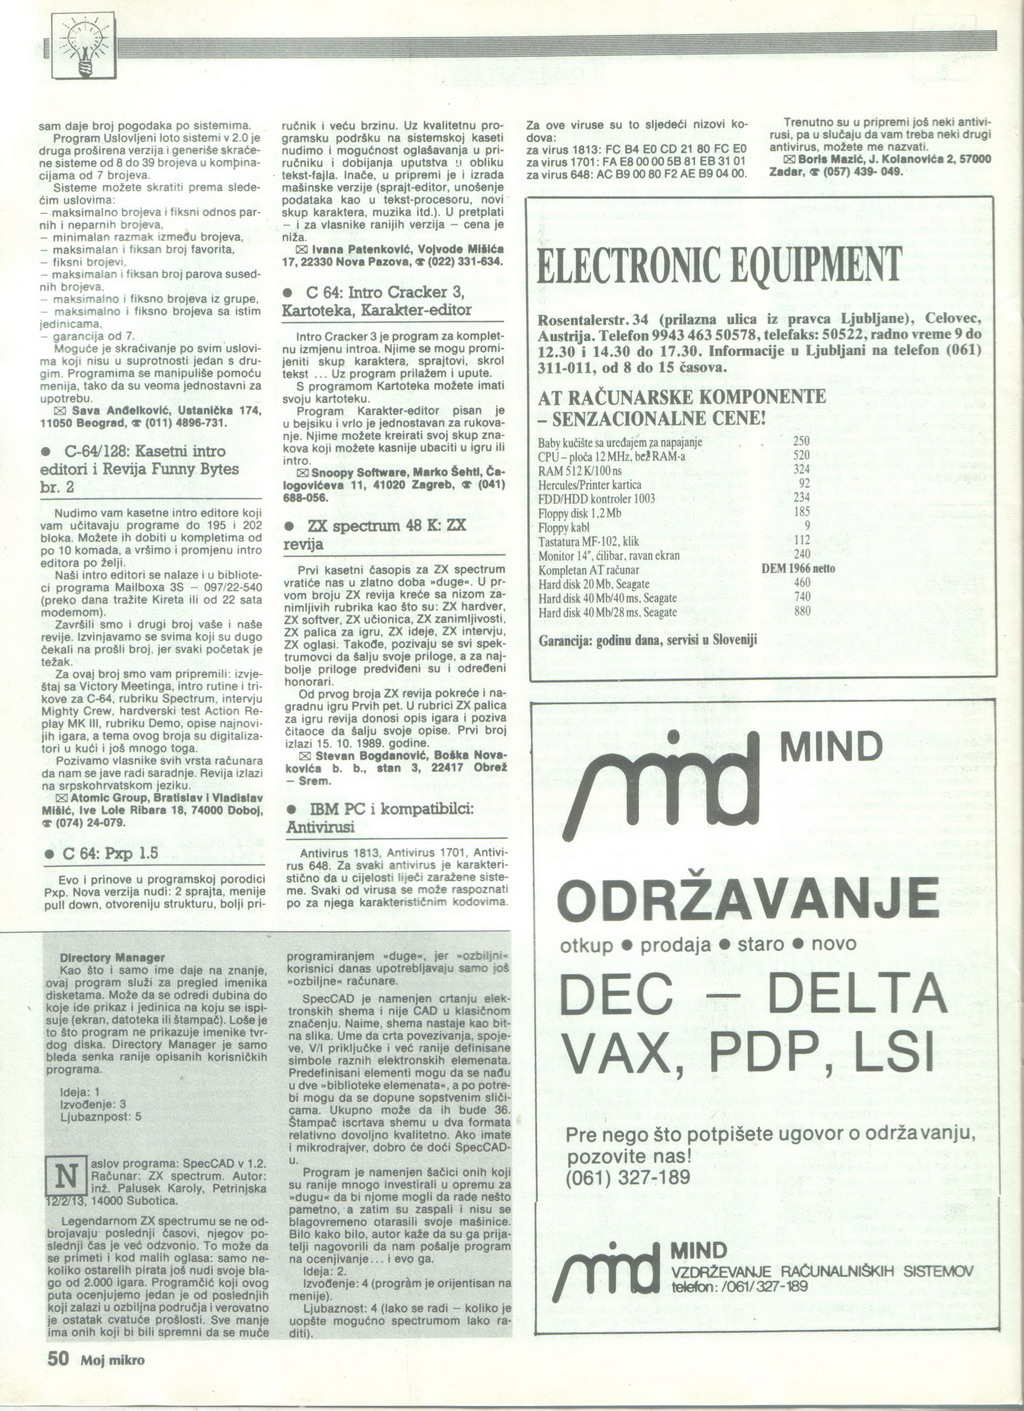 sam daje broj pogodaka po sistemima.
Program Uslovljeni loto sistemi v 2.0 je
druga proširena verzija i generiše skraće-
ne sisteme od 8 do 39 brojeva u kombina-
cijama od 7 brojeva.
Sisteme možete skratiti prema slede-
ćim uslovima:
– maksimalno brojeva i fiksni odnos par-
nih i neparnih brojeva,
– minimalan razmak između brojeva,
– maksimalan i fiksan broj favorita,
– fiksni brojevi,
– maksimalan i fiksan broj parova sused-
nih brojeva,
– maksimalno i fiksno brojeva iz grupe,
– maksimalno i fiksno brojeva sa istim
jedinicama,
– garancija od 7.
Moguće je skraćivanje po svim uslovi-
ma koji nisu u suprotnosti jedan s dru-
gim. Programima se manipuliše pomoću
menija, tako da su veoma jednostavni za
upotrebu.
✉ Sava Anđelković, Ustanička 174,
11050 Beograd, ☎ (011) 4896-731.
● C-64/128: Kasetni intro
editori i Revija Funny Bytes
br. 2
Nudimo vam kasetne intro editore koji
vam učitavaju programe do 195 i 202
bloka. Možete ih dobiti u kompletima od
po 10 komada, a vršimo i promjenu intro
editora po želji.
Naši intro editori se nalaze i u bibliote-
ci programa Mailboxa 3S – 097/22-540
(preko dana tražite Kireta ili od 22 sata
modemom).
Završili smo i drugi broj vaše i naše
revije. Izvinjavamo se svima koji su dugo
čekali na prošli broj, jer svaki početak je
težak.
Za ovaj broj smo vam pripremili: izvje-
štaj sa Victory Meetinga, intro rutine i tri-
kove za C-64, rubriku Spectrum, intervju
Mighty Crew, hardverski test Action Re-
play MK III, rubriku Demo, opise najnovi-
jih igara, a tema ovog broja su digitaliza-
tori u kući i još mnogo toga.
Pozivamo vlasnike svih vrsta računara
da nam se jave radi saradnje. Revija izlazi
na srpskohrvatskom jeziku.
✉ Atomic Group, Bratislav i Vladislav
Mišić, Ive Lole Ribara 18, 74000 Doboj,
☎ (074) 24-079.
● C 64: Pxp 1.5
Evo i prinove u programskoj porodici
Pxp. Nova verzija nudi: 2 sprajta, menije
pull down, otvoreniju strukturu, bolji pri-
ručnik i veću brzinu. Uz kvalitetnu pro-
gramsku podršku na sistemskoj kaseti
nudimo i mogućnost oglašavanja u pri-
ručniku i dobijanja uputstva u obliku
tekst-fajla. Inače, u pripremi je i izrada
mašinske verzije (sprajt-editor, unošenje
podataka kao u tekst-procesoru, novi
skup karaktera, muzika itd.). U pretplati
– i za vlasnike ranijih verzija – cena je
niža.
✉ Ivana Patenković, Vojvode Mišića
17, 22330 Nova Pazova, ☎ (022) 331-634.
● C 64: Intro Cracker 3,
Kartoteka, Karakter-editor
Intro Cracker 3 je program za komplet-
nu izmjenu introa. Njime se mogu promi-
jeniti skup karaktera, sprajtovi, skrol
tekst ... Uz program prilažem i upute.
S programom Kartoteka možete imati
svoju kartoteku.
Program Karakter-editor pisan je
u bejsiku i vrlo je jednostavan za rukova-
nje. Njime možete kreirati svoj skup zna-
kova koji možete kasnije ubaciti u igru ili
intro.
✉ Snoopy Software, Marko Šehti, Ča-
logovićeva 11, 41020 Zagreb, ☎ (041)
688-056.
● ZX spectrum 48 K: ZX
revija
Prvi kasetni časopis za ZX spectrum
vratiće nas u zlatno doba »duge«. U pr-
vom broju ZX revija kreće sa nizom za-
nimljivih rubrika kao što su: ZX hardver,
ZX softver, ZX učionica, ZX zanimljivosti,
ZX palica za igru, ZX ideje, ZX intervju,
ZX oglasi. Takođe, pozivaju se svi spek-
trumovci da šalju svoje priloge, a za naj-
bolje priloge predviđeni su i određeni
honorari.
Od prvog broja ZX revija pokreće i na-
gradnu igru Prvih pet. U rubrici ZX palica
za igru revija donosi opis igara i poziva
čitaoce da šalju svoje opise. Prvi broj
izlazi 15. 10. 1989. godine.
✉ Stevan Bogdanović, Boška Nova-
kovića b. b., stan 3, 22417 Obrež
– Srem.
● IBM PC i kompatibilci:
Antivirusi
Antivirus 1813, Antivirus 1701, Antivi-
rus 648. Za svaki antivirus je karakteri-
stično da u cijelosti liječi zaražene siste-
me. Svaki od virusa se može raspoznati
po za njega karakterističnim kodovima.
Za ove viruse su to sljedeći nizovi ko-
dova:
za virus 1813: FC B4 E0 CD 21 80 FC E0
za virus 1701: FA E8 00 00 5B 81 EB 31 01
za virus 648: AC B9 00 80 F2 AE B9 04 00.
Trenutno su u pripremi još neki antivi-
rusi, pa u slučaju da vam treba neki drugi
antivirus, možete me nazvati.
✉ Boris Mazić, J. Kolanovića 2, 57000
Zadar, ☎ (057) 439- 049.
ELECTRONIC EQUIPMENT
Rosentalerstr. 34 (prilazna ulica iz pravca Ljubljane), Celovec,
Austrija. Telefon 9943 463 50578, telefaks: 50522, radno vreme 9 do
12.30 i 14.30 do 17.30. Informacije u Ljubljani na telefon (061)
311-011, od 8 do 15 časova.
AT RAČUNARSKE KOMPONENTE
– SENZACIONALNE CENE!
Baby kučište sa uređajem za napajanje 250
CPU – ploča 12 MHz, bez RAM-a 520
RAM 512 K/100 ns 324
Hercules/Printer kartica 92
FDD/HDD kontroler 1003 234
Floppy disk 1.2 Mb 185
Floppy kabl 9
Tastatura MF-102, klik 112
Monitor 14", ćilibar, ravan ekran 240
Kompletan AT računar DEM 1966 netto
Hard disk 20 Mb, Seagate 460
Hard disk 40 Mb/40 ms, Seagate 740
Hard disk 40 Mb/28 ms, Seagate 880
Garancija: godinu dana, servisi u Sloveniji
mind MIND
ODRŽAVANJE
otkup ● prodaja ● staro ● novo
DEC – DELTA
VAX, PDP, LSI
Pre nego što potpišete ugovor o održavanju,
pozovite nas!
(061) 327-189
mind MIND
VZDRŽEVANJE RAČUNALNIŠKIH SISTEMOV
telefon: /061/ 327-189
Directory Manager
Kao što i samo ime daje na znanje,
ovaj program služi za pregled imenika
disketama. Može da se odredi dubina do
koje ide prikaz i jedinica na koju se ispi-
suje (ekran, datoteka ili štampač). Loše je
to što program ne prikazuje imenike tvr-
dog diska. Directory Manager je samo
bleda senka ranije opisanih korisničkih
programa.
Ideja: 1
Izvođenje: 3
Ljubaznpost: 5
Naslov programa: SpecCAD v 1.2.
Računar: ZX spectrum. Autor:
inž. Palusek Karoly, Petrinjska
12/2/13, 14000 Subotica.
Legendarnom ZX spectrumu se ne od-
brojavaju poslednji časovi, njegov po-
slednji čas je već odzvonio. To može da
se primeti i kod malih oglasa: samo ne-
koliko ostarelih pirata još nudi svoje bla-
go od 2.000 igara. Programčić koji ovog
puta ocenjujemo jedan je od poslednjih
koji zalazi u ozbiljna područja i verovatno
je ostatak cvatuće prošlosti. Sve manje
ima onih koji bi bili spremni da se muče
programiranjem »duge«, jer »ozbiljni«
korisnici danas upotrebljavaju samo još
»ozbiljne« računare.
SpecCAD je namenjen crtanju elek-
tronskih shema i nije CAD u klasičnom
značenju. Naime, shema nastaje kao bit-
na slika. Ume da crta povezivanja, spoje-
ve, V/I priključke i već ranije definisane
simbole raznih elektronskih elemenata.
Predefinisani elementi mogu da se nađu
u dve »biblioteke elemenata«, a po potre-
bi mogu da se dopune sopstvenim sliči-
cama. Ukupno može da ih bude 36.
Štampač iscrtava shemu u dva formata
relativno dovoljno kvalitetno. Ako imate
i mikrodrajver, dobro će doći SpecCAD-
u.
Program je namenjen šačici onih koji
su ranije mnogo investirali u opremu za
»dugu« da bi njome mogli da rade nešto
pametno, a zatim su zaspali i nisu se
blagovremeno otarasili svoje mašinice.
Bilo kako bilo, autor kaže da su ga prija-
telji nagovorili da nam pošalje program
na ocenjivanje... i evo ga.
Ideja: 2.
Izvođenje: 4 (program je orijentisan na
menije).
Ljubaznost: 4 (lako se radi – koliko je
uopšte mogućno spectrumom lako ra-
diti).
50 Moj mikro